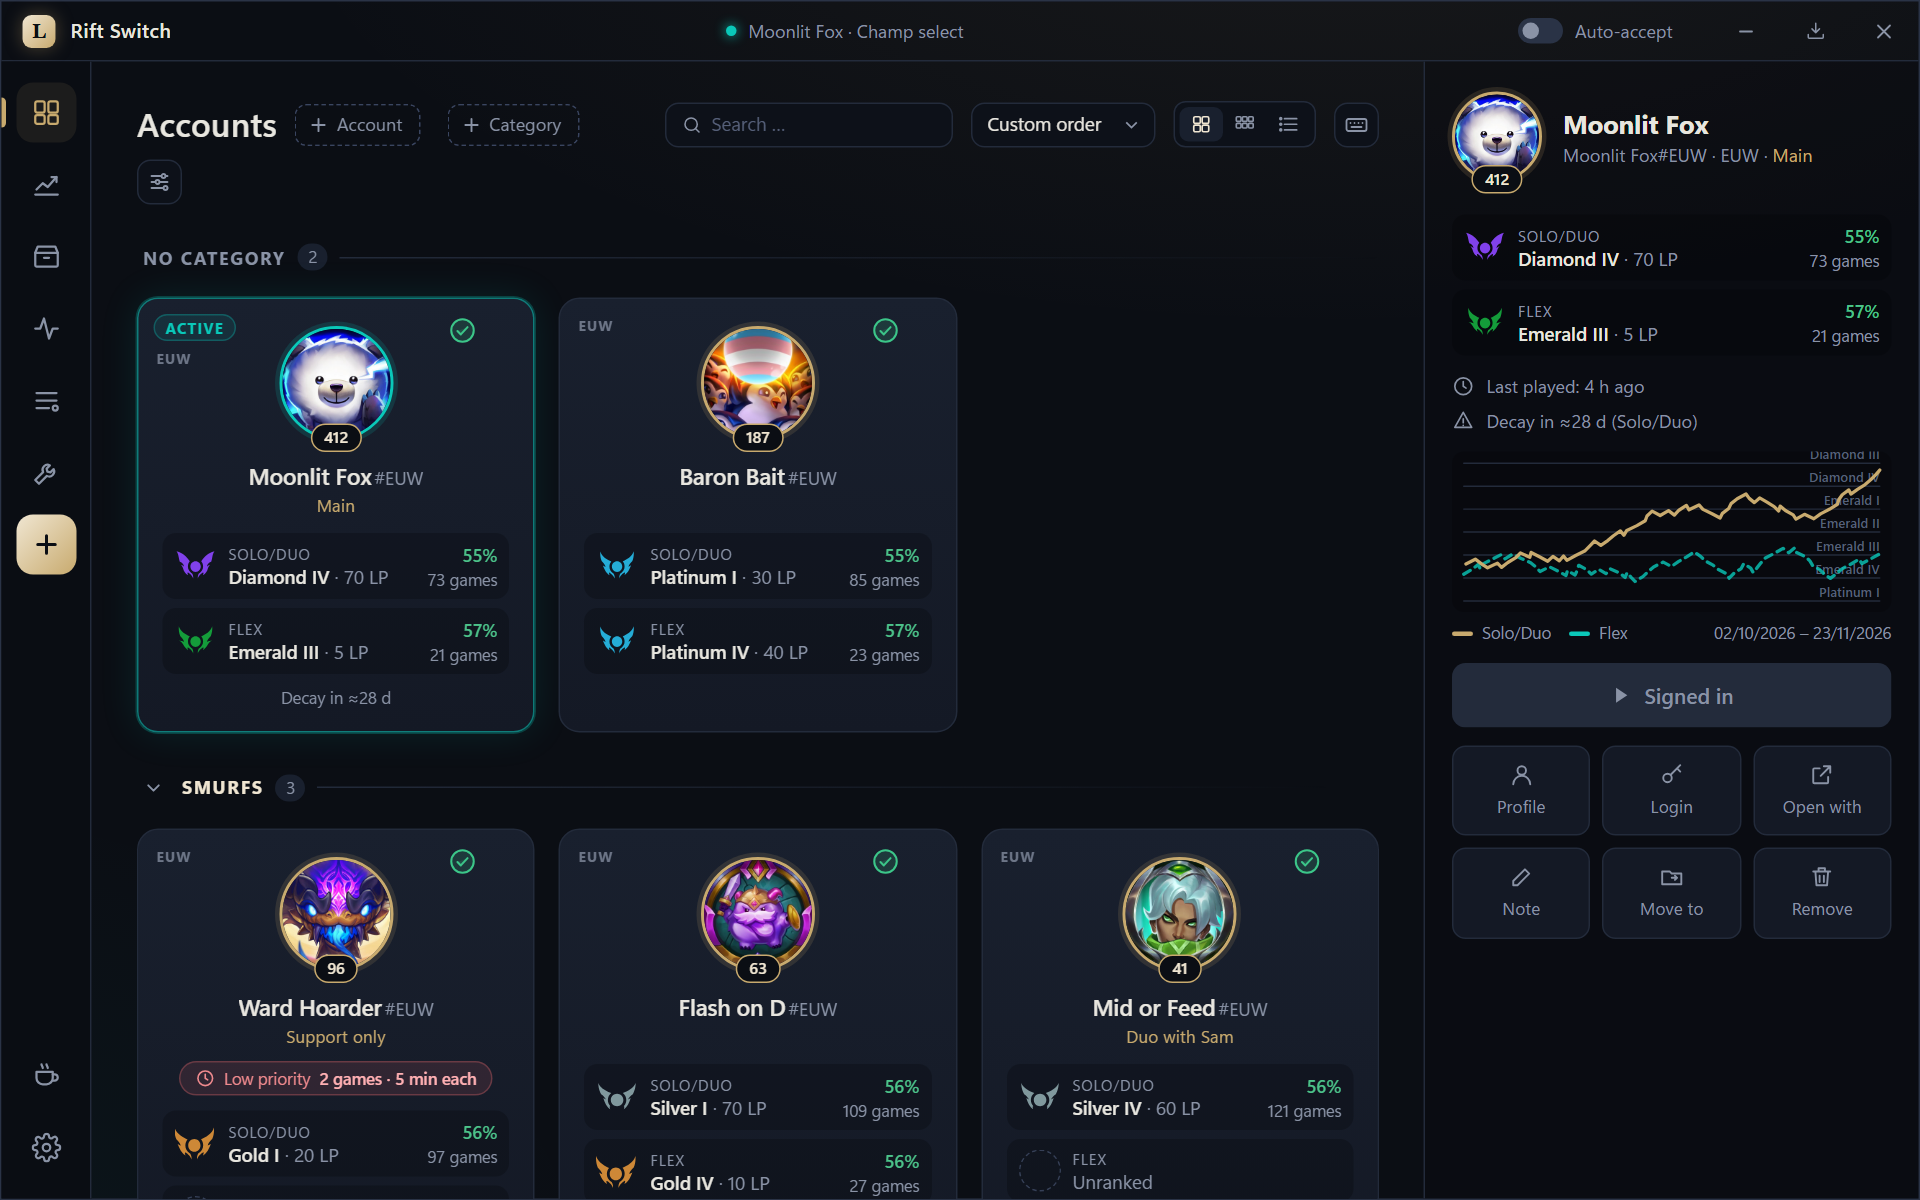 L Rift Switch
Moonlit Fox · Champ select
Auto-accept
Accounts
+ Account
+ Category
Search ...
Custom order
NO CATEGORY 2
ACTIVE
EUW
412
Moonlit Fox #EUW
Main
SOLO/DUO 55%
Diamond IV · 70 LP 73 games
FLEX 57%
Emerald III · 5 LP 21 games
Decay in ≈28 d
EUW
187
Baron Bait #EUW
SOLO/DUO 55%
Platinum I · 30 LP 85 games
FLEX 57%
Platinum IV · 40 LP 23 games
SMURFS 3
EUW
96
Ward Hoarder #EUW
Support only
Low priority 2 games · 5 min each
SOLO/DUO 56%
Gold I · 20 LP 97 games
EUW
63
Flash on D #EUW
SOLO/DUO 56%
Silver I · 70 LP 109 games
FLEX 56%
Gold IV · 10 LP 27 games
EUW
41
Mid or Feed #EUW
Duo with Sam
SOLO/DUO 56%
Silver IV · 60 LP 121 games
FLEX
Unranked
412
Moonlit Fox
Moonlit Fox#EUW · EUW · Main
SOLO/DUO 55%
Diamond IV · 70 LP 73 games
FLEX 57%
Emerald III · 5 LP 21 games
Last played: 4 h ago
Decay in ≈28 d (Solo/Duo)
Diamond III
Diamond IV
Emerald I
Emerald II
Emerald III
Emerald IV
Platinum I
Solo/Duo Flex 02/10/2026 – 23/11/2026
Signed in
Profile
Login
Open with
Note
Move to
Remove